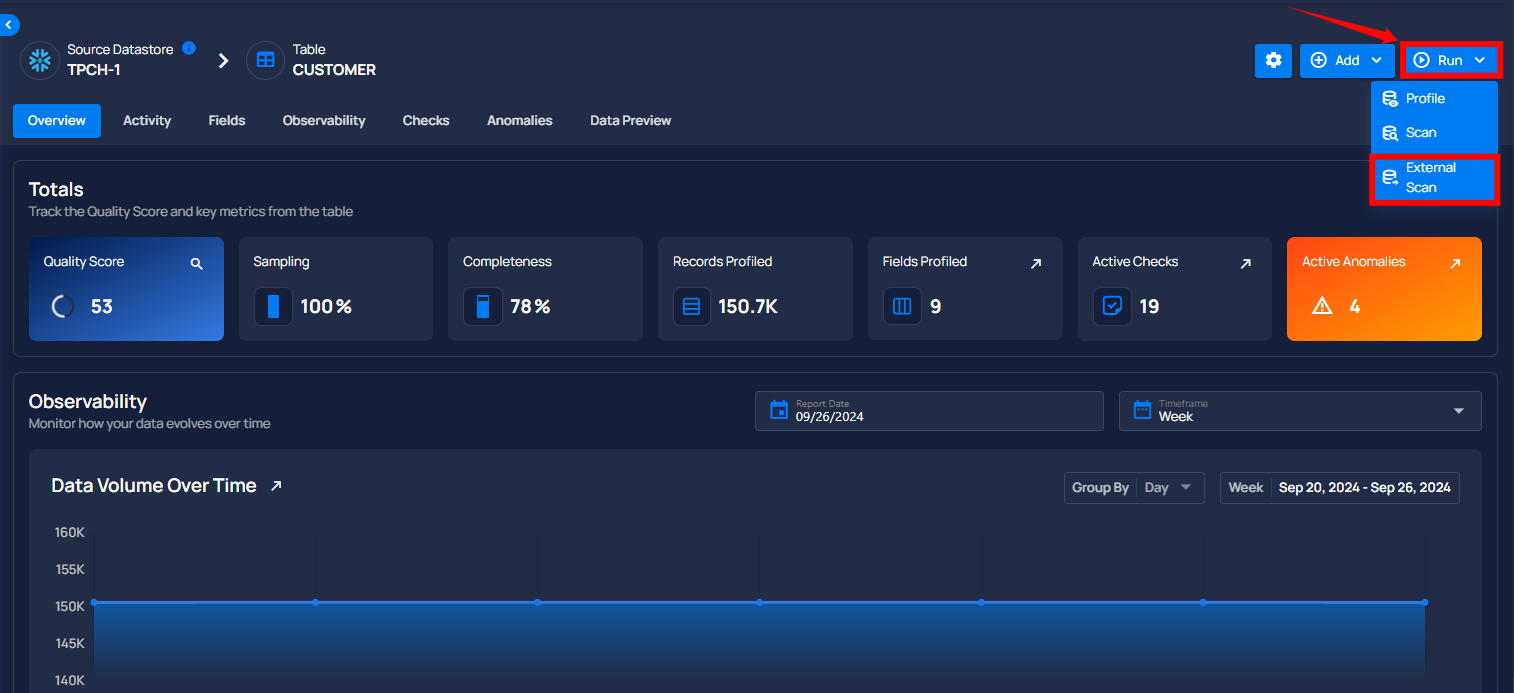 Source Datastore
TPCH-1
Table
CUSTOMER
Add
Run
Profile
Scan
External
Scan
Overview
Activity
Fields
Observability
Checks
Anomalies
Data Preview
Totals
Track the Quality Score and key metrics from the table
Quality Score
53
Sampling
100%
Completeness
78%
Records Profiled
150.7K
Fields Profiled
9
Active Checks
19
Active Anomalies
4
Observability
Monitor how your data evolves over time
Report Date
09/26/2024
Timeframe
Week
Data Volume Over Time
Group By Day
Week Sep 20, 2024 - Sep 26, 2024
160K
155K
150K
145K
140K